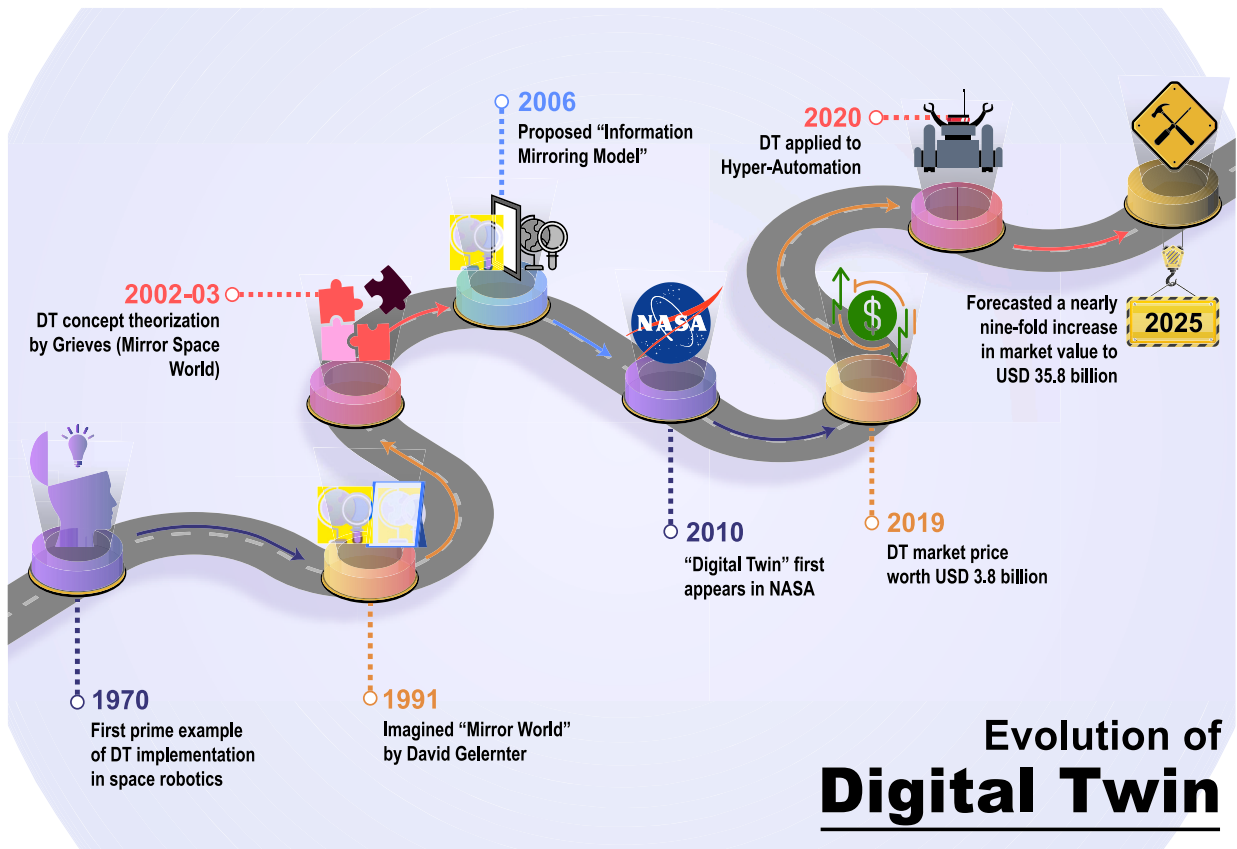 1970
First prime example
of DT implementation
in space robotics
1991
Imagined “Mirror World”
by David Gelernter
2002-03
DT concept theorization
by Grieves (Mirror Space
World)
2006
Proposed “Information
Mirroring Model”
NASA
2010
“Digital Twin” first
appears in NASA
$
2019
DT market price
worth USD 3.8 billion
2020
DT applied to
Hyper-Automation
Forecasted a nearly
nine-fold increase
in market value to
USD 35.8 billion
2025
Evolution of
Digital Twin